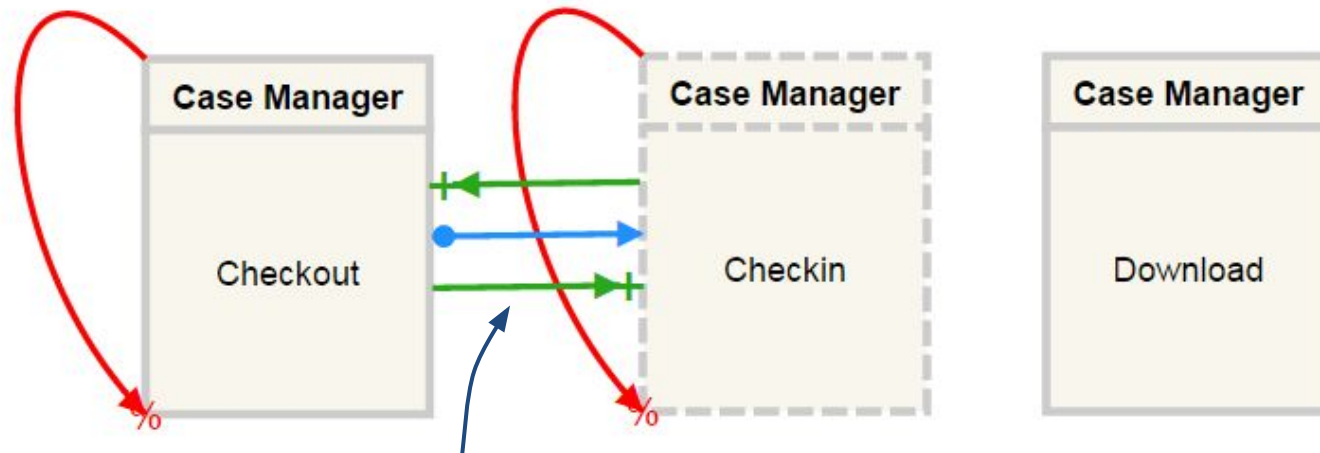 Case Manager
Checkout
%
Case Manager
Checkin
%
Case Manager
Download